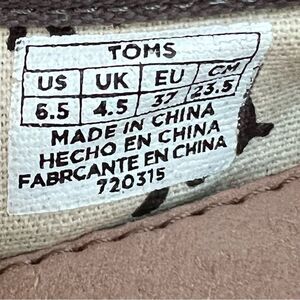 TOMS
US UK EU CM
6.5 4.5 37 23.5
MADE IN CHINA
HECHO EN CHINA
FABRCANTE EN CHINA
720315